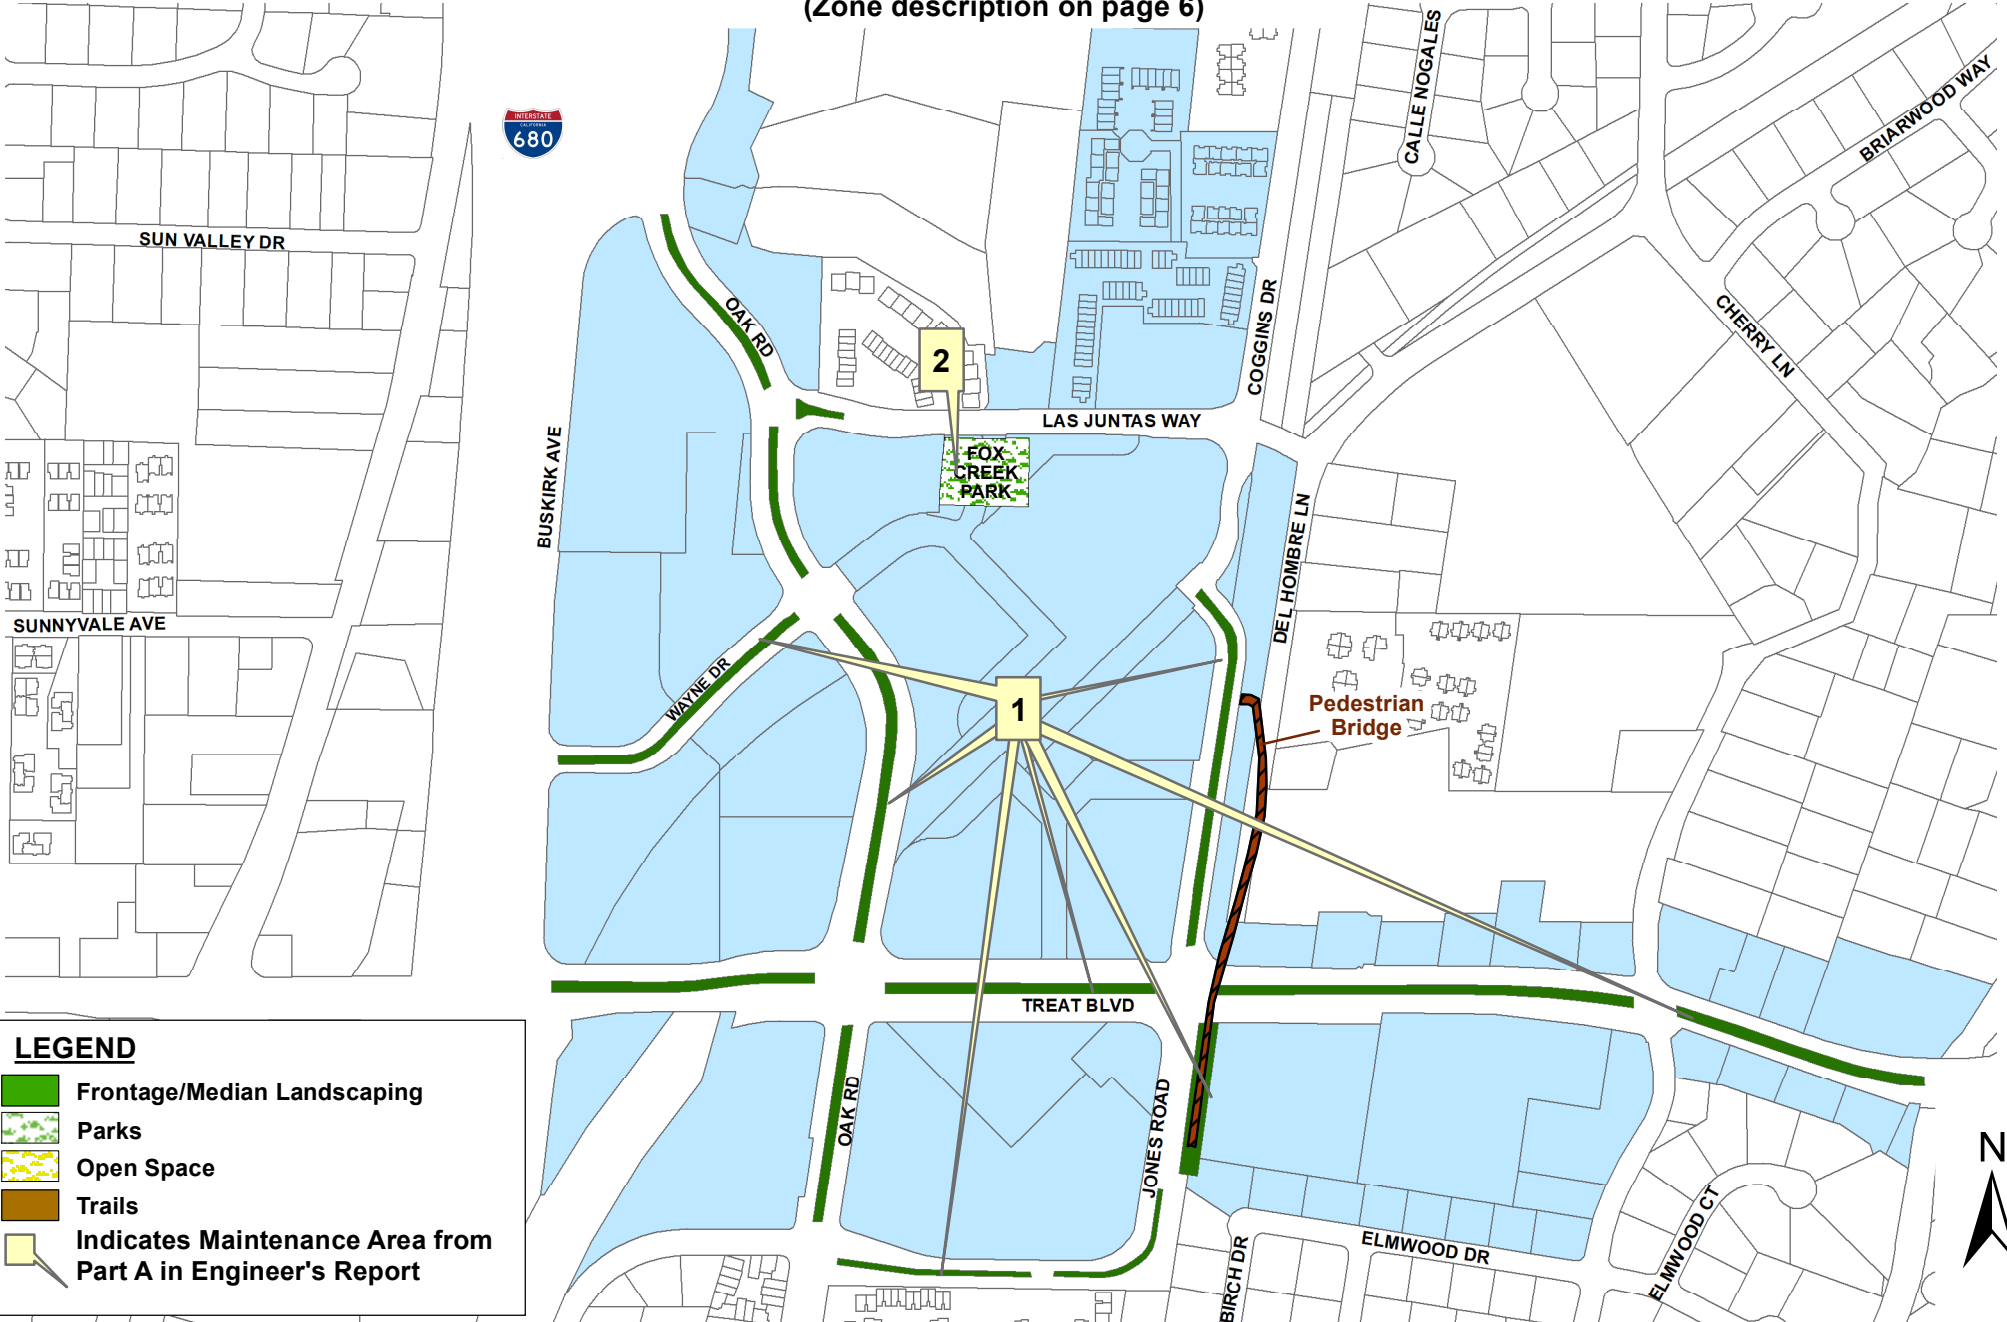 (Zone description on page 6)
CALLE NOGALES
BRIARWOOD WAY
INTERSTATE
CALIFORNIA
680
SUN VALLEY DR
OAK RD
COGGINS DR
CHERRY LN
2
LAS JUNTAS WAY
BUSKIRK AVE
FOX
CREEK
PARK
DEL HOMBRE LN
SUNNYVALE AVE
WAYNE DR
1
Pedestrian
Bridge
TREAT BLVD
LEGEND
Frontage/Median Landscaping
Parks
Open Space
Trails
Indicates Maintenance Area from
Part A in Engineer's Report
OAK RD
JONES ROAD
N
BIRCH DR
ELMWOOD DR
ELMWOOD CT